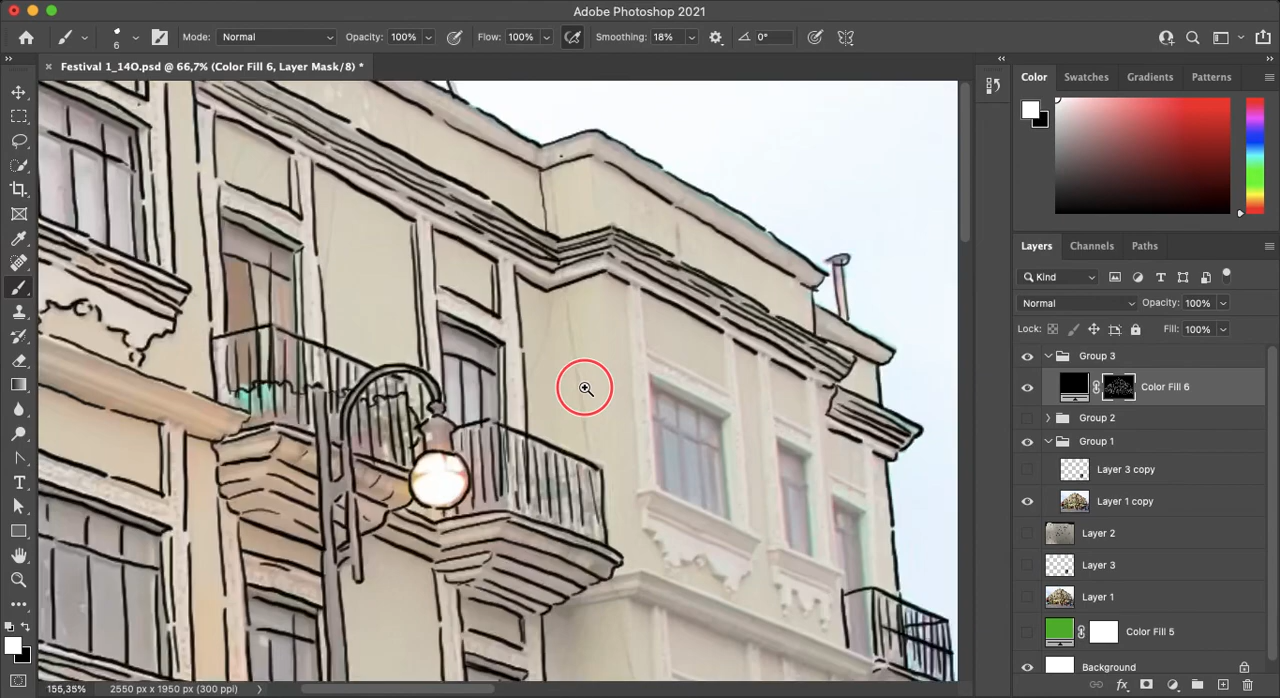 Adobe Photoshop 2021
6 Mode: Normal Opacity: 100% Flow: 100% Smoothing: 18% 0°
Festival 1_14O.psd @ 66,7% (Color Fill 6, Layer Mask/8) *
Color Swatches Gradients Patterns
Layers Channels Paths
Kind
Normal Opacity: 100%
Lock: Fill: 100%
Group 3
Color Fill 6
Group 2
Group 1
Layer 3 copy
Layer 1 copy
Layer 2
Layer 3
Layer 1
Color Fill 5
Background
155,35% 2550 px x 1950 px (300 ppi)